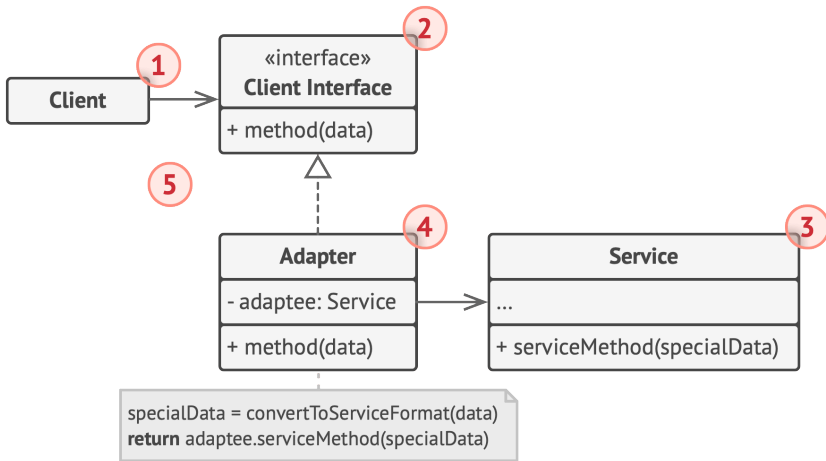 1
2
«interface»
Client Interface
Client
+ method(data)
5
4
3
Adapter
Service
- adaptee: Service
...
+ method(data)
+ serviceMethod(specialData)
specialData = convertToServiceFormat(data)
return adaptee.serviceMethod(specialData)